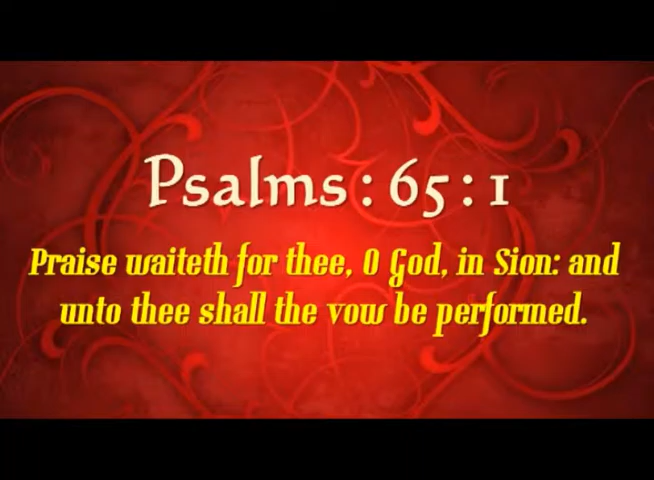 Psalms : 65 : 1
Praise waiteth for thee, O God, in Sion: and
unto thee shall the vow be performed.